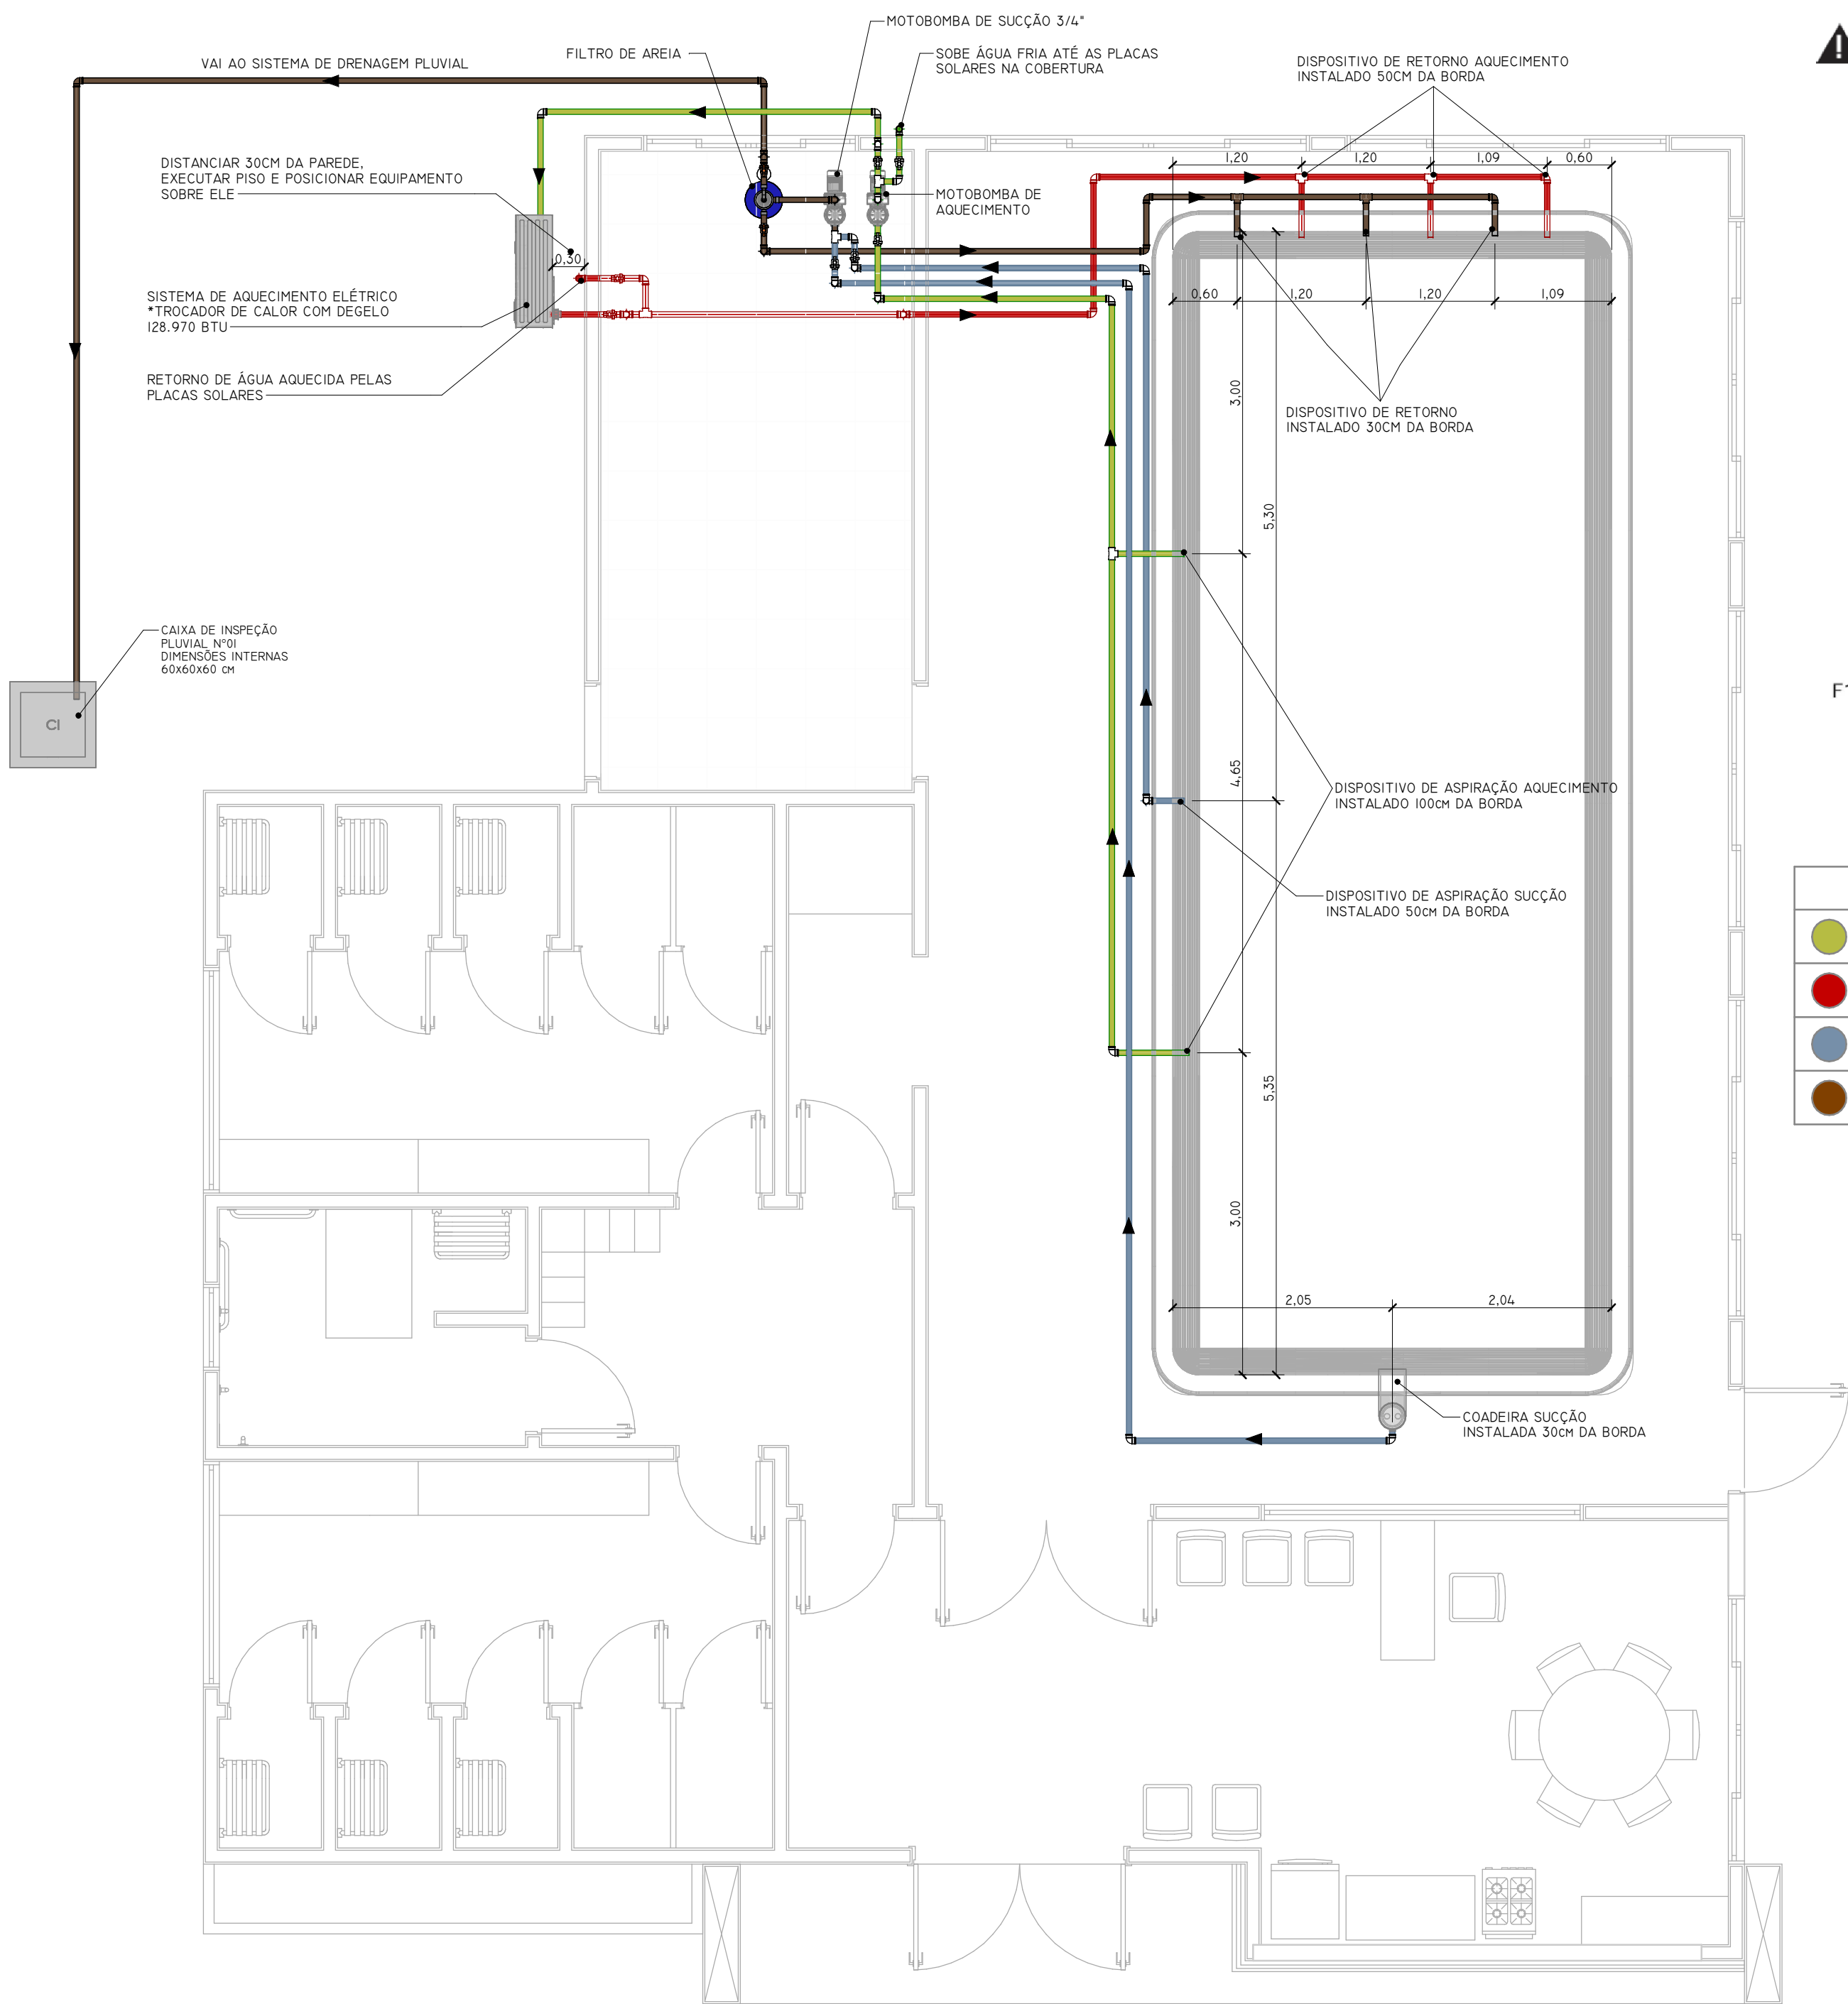 MOTOBOMBA DE SUCÇÃO 3/4"
FILTRO DE AREIA
SOBE ÁGUA FRIA ATÉ AS PLACAS
SOLARES NA COBERTURA
VAI AO SISTEMA DE DRENAGEM PLUVIAL
DISPOSITIVO DE RETORNO AQUECIMENTO
INSTALADO 50CM DA BORDA
DISTANCIAR 30CM DA PAREDE,
EXECUTAR PISO E POSICIONAR EQUIPAMENTO
SOBRE ELE
1,20
1,20
1,09
0,60
MOTOBOMBA DE
AQUECIMENTO
0,30
SISTEMA DE AQUECIMENTO ELÉTRICO
*TROCADOR DE CALOR COM DEGELO
128.970 BTU
0,60
1,20
1,20
1,09
RETORNO DE ÁGUA AQUECIDA PELAS
PLACAS SOLARES
3,00
DISPOSITIVO DE RETORNO
INSTALADO 30CM DA BORDA
5,30
CAIXA DE INSPEÇÃO
PLUVIAL Nº01
DIMENSÕES INTERNAS
60x60x60 CM
CI
4,65
DISPOSITIVO DE ASPIRAÇÃO AQUECIMENTO
INSTALADO 100CM DA BORDA
DISPOSITIVO DE ASPIRAÇÃO SUCÇÃO
INSTALADO 50CM DA BORDA
5,35
3,00
2,05
2,04
COADEIRA SUCÇÃO
INSTALADA 30CM DA BORDA